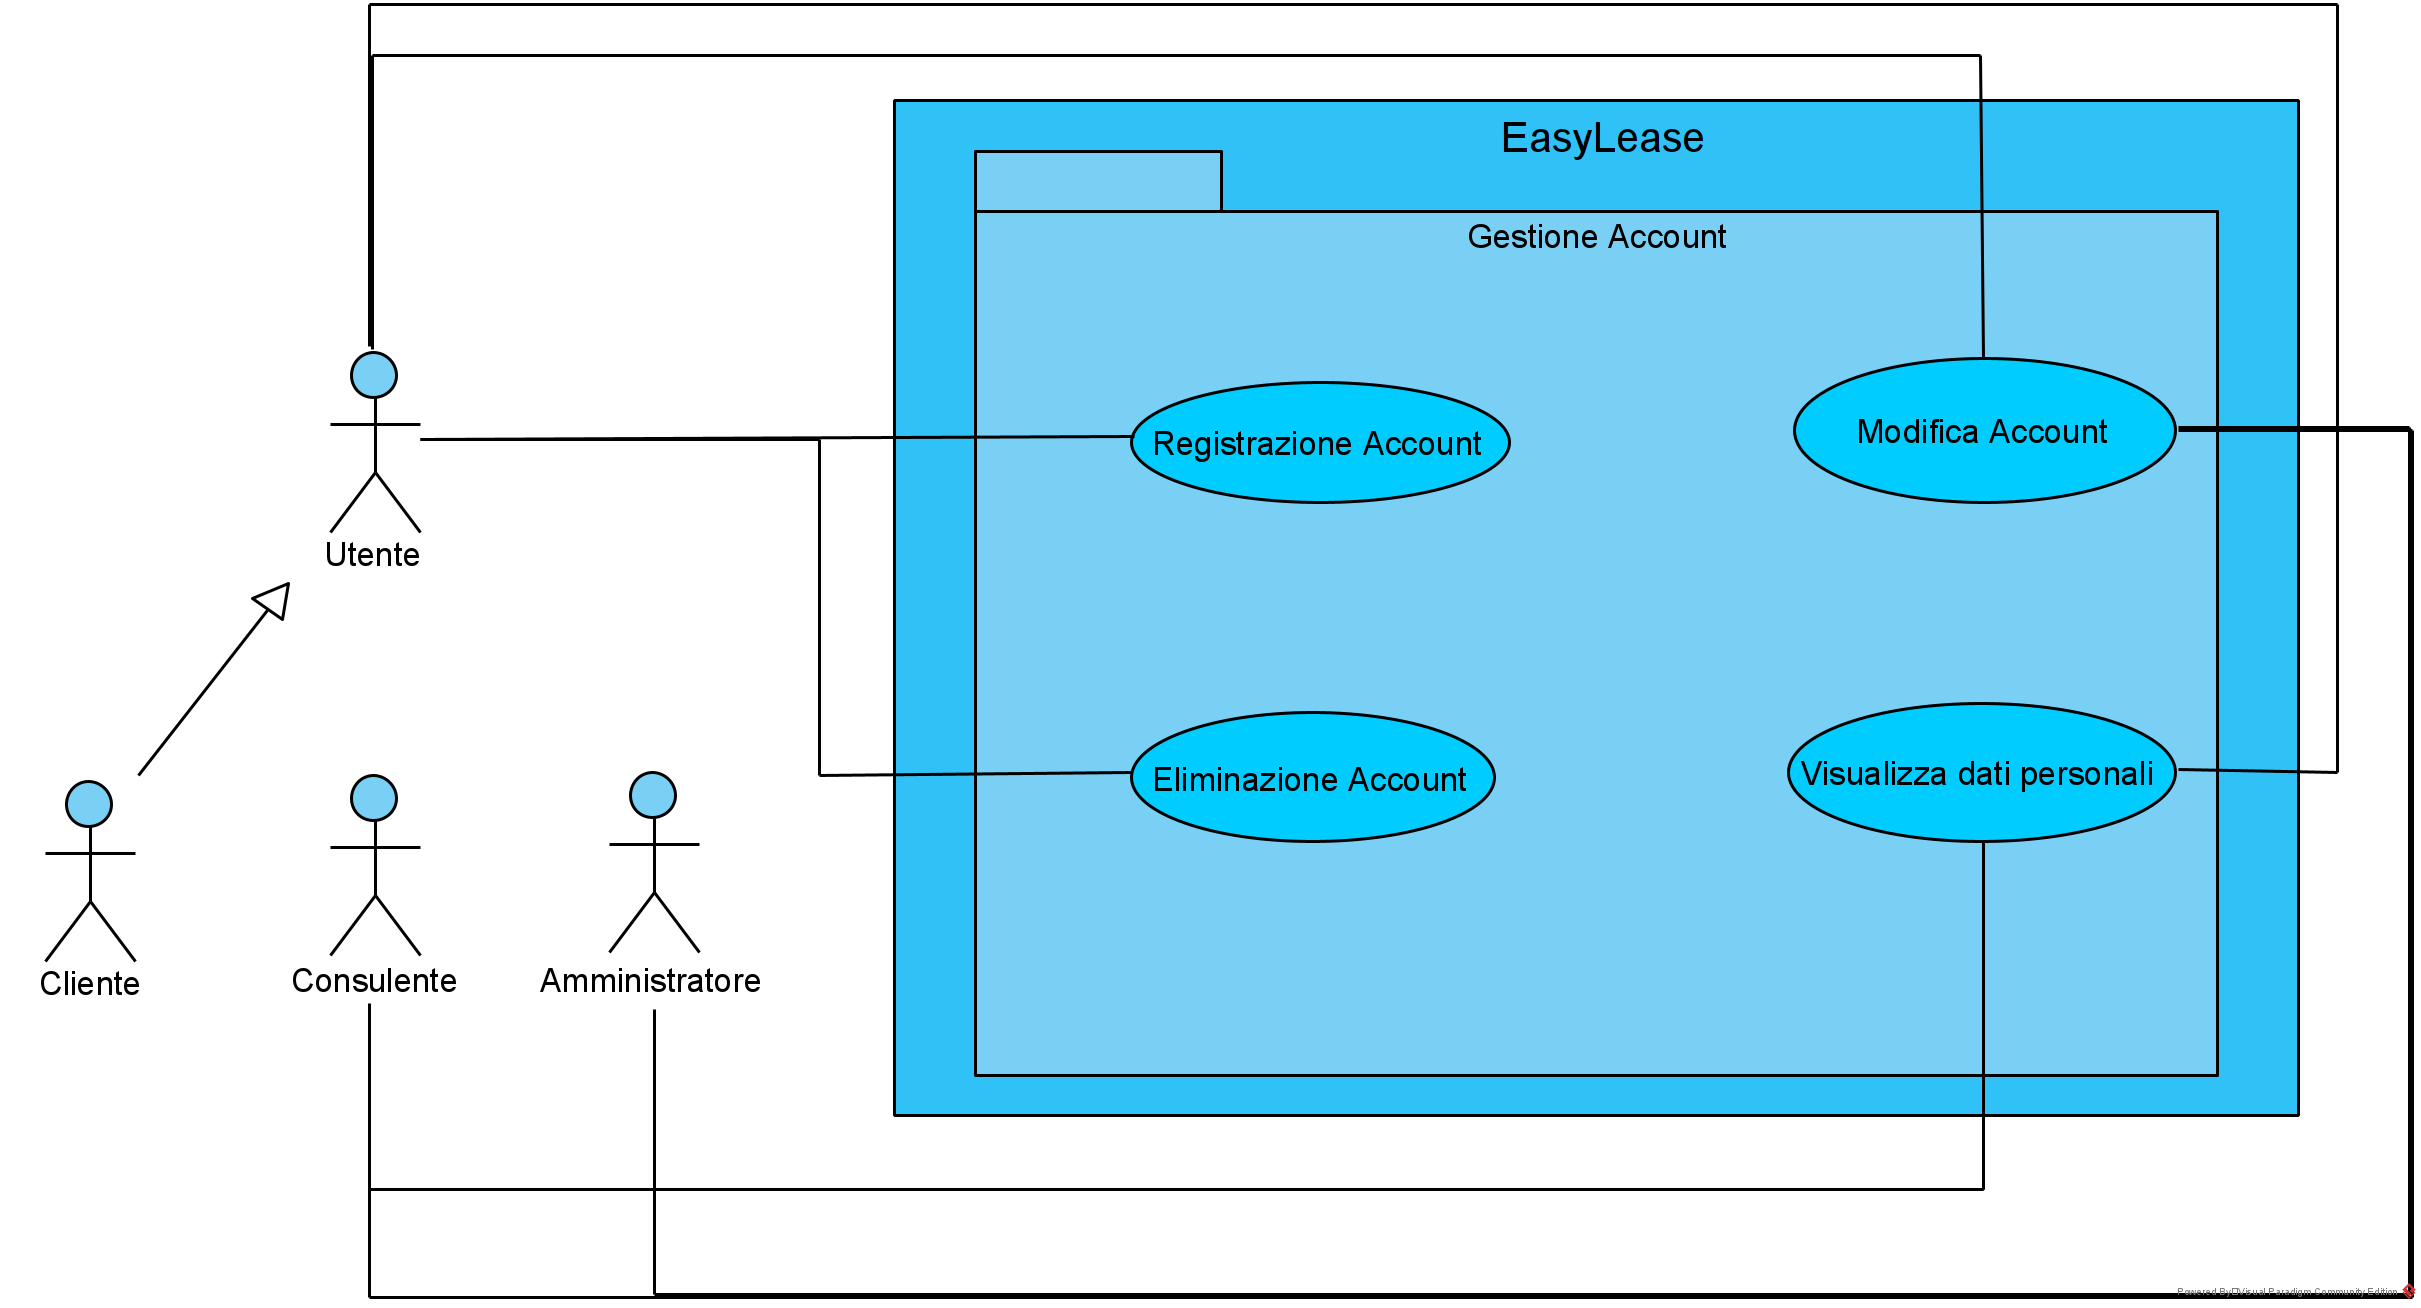 EasyLease
Gestione Account
Registrazione Account
Modifica Account
Utente
Eliminazione Account
Visualizza dati personali
Cliente
Consulente
Amministratore
Powered By Visual Paradigm Community Edition